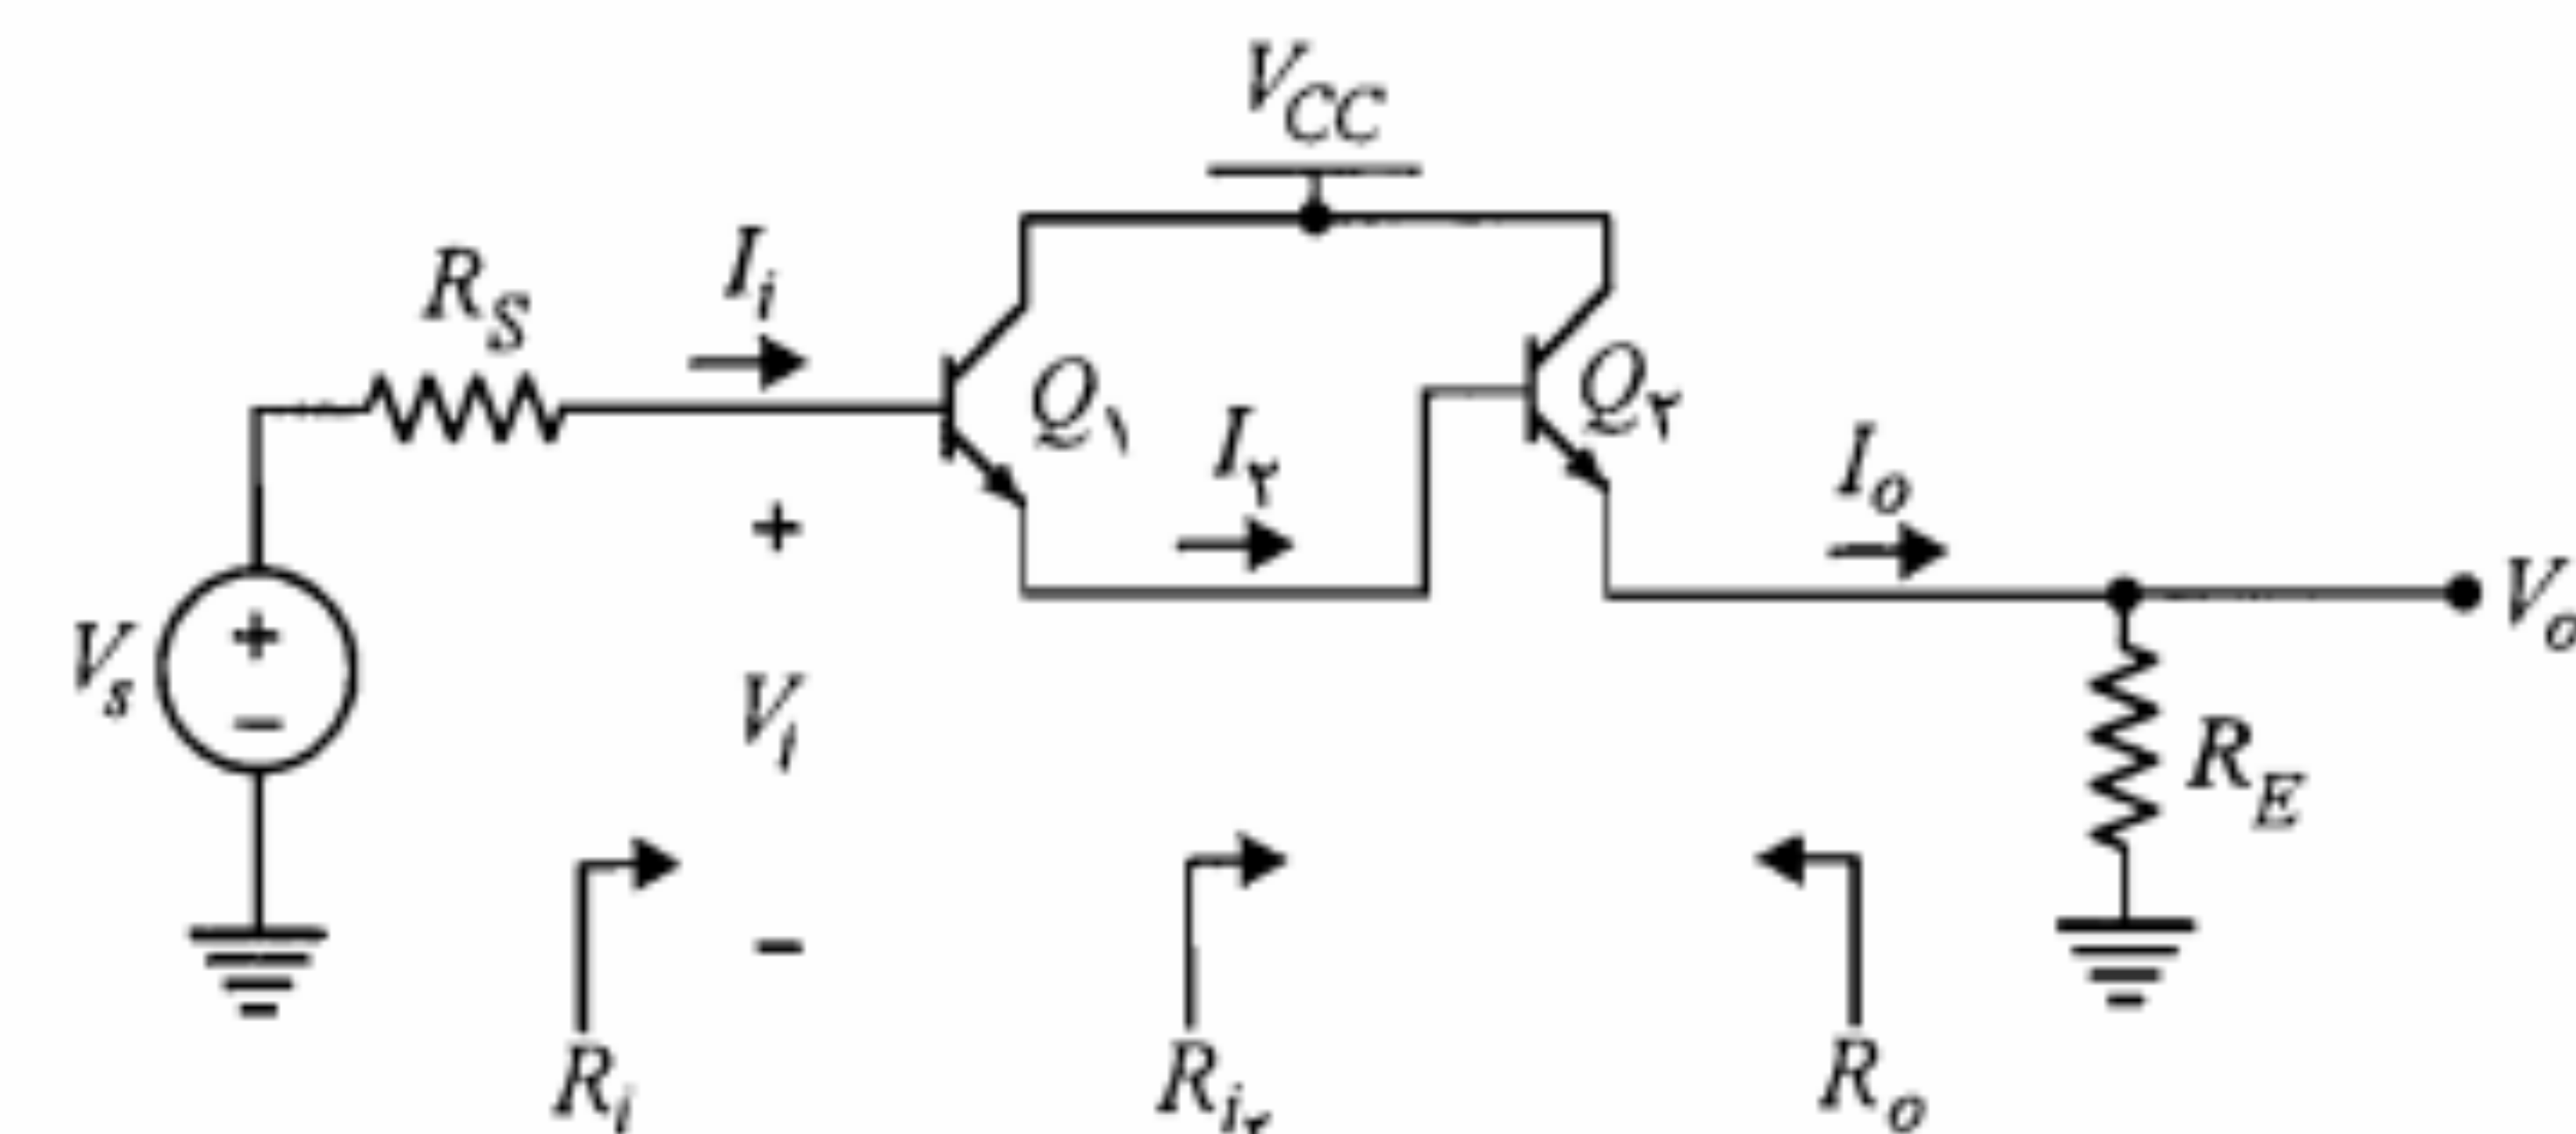 V_CC
R_S
I_i
Q_۱
I_۲
Q_۲
I_o
V_s
+
−
+
V_i
−
V_o
R_E
R_i
R_i۲
R_o